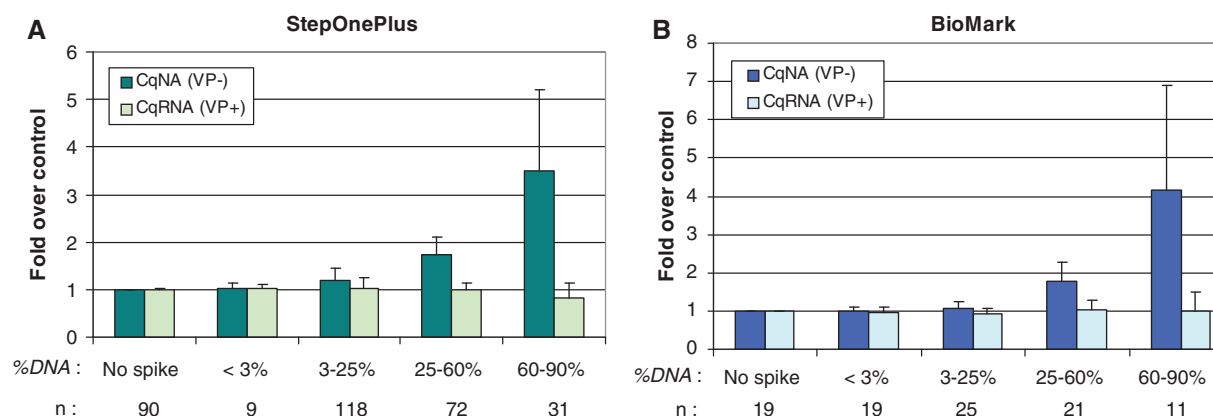 A
StepOnePlus
Fold over control
6
5
4
3
2
1
0
CqNA (VP-)
CqRNA (VP+)
%DNA : No spike < 3% 3-25% 25-60% 60-90%
n : 90 9 118 72 31
B
BioMark
Fold over control
8
7
6
5
4
3
2
1
0
CqNA (VP-)
CqRNA (VP+)
%DNA : No spike < 3% 3-25% 25-60% 60-90%
n : 19 19 25 21 11